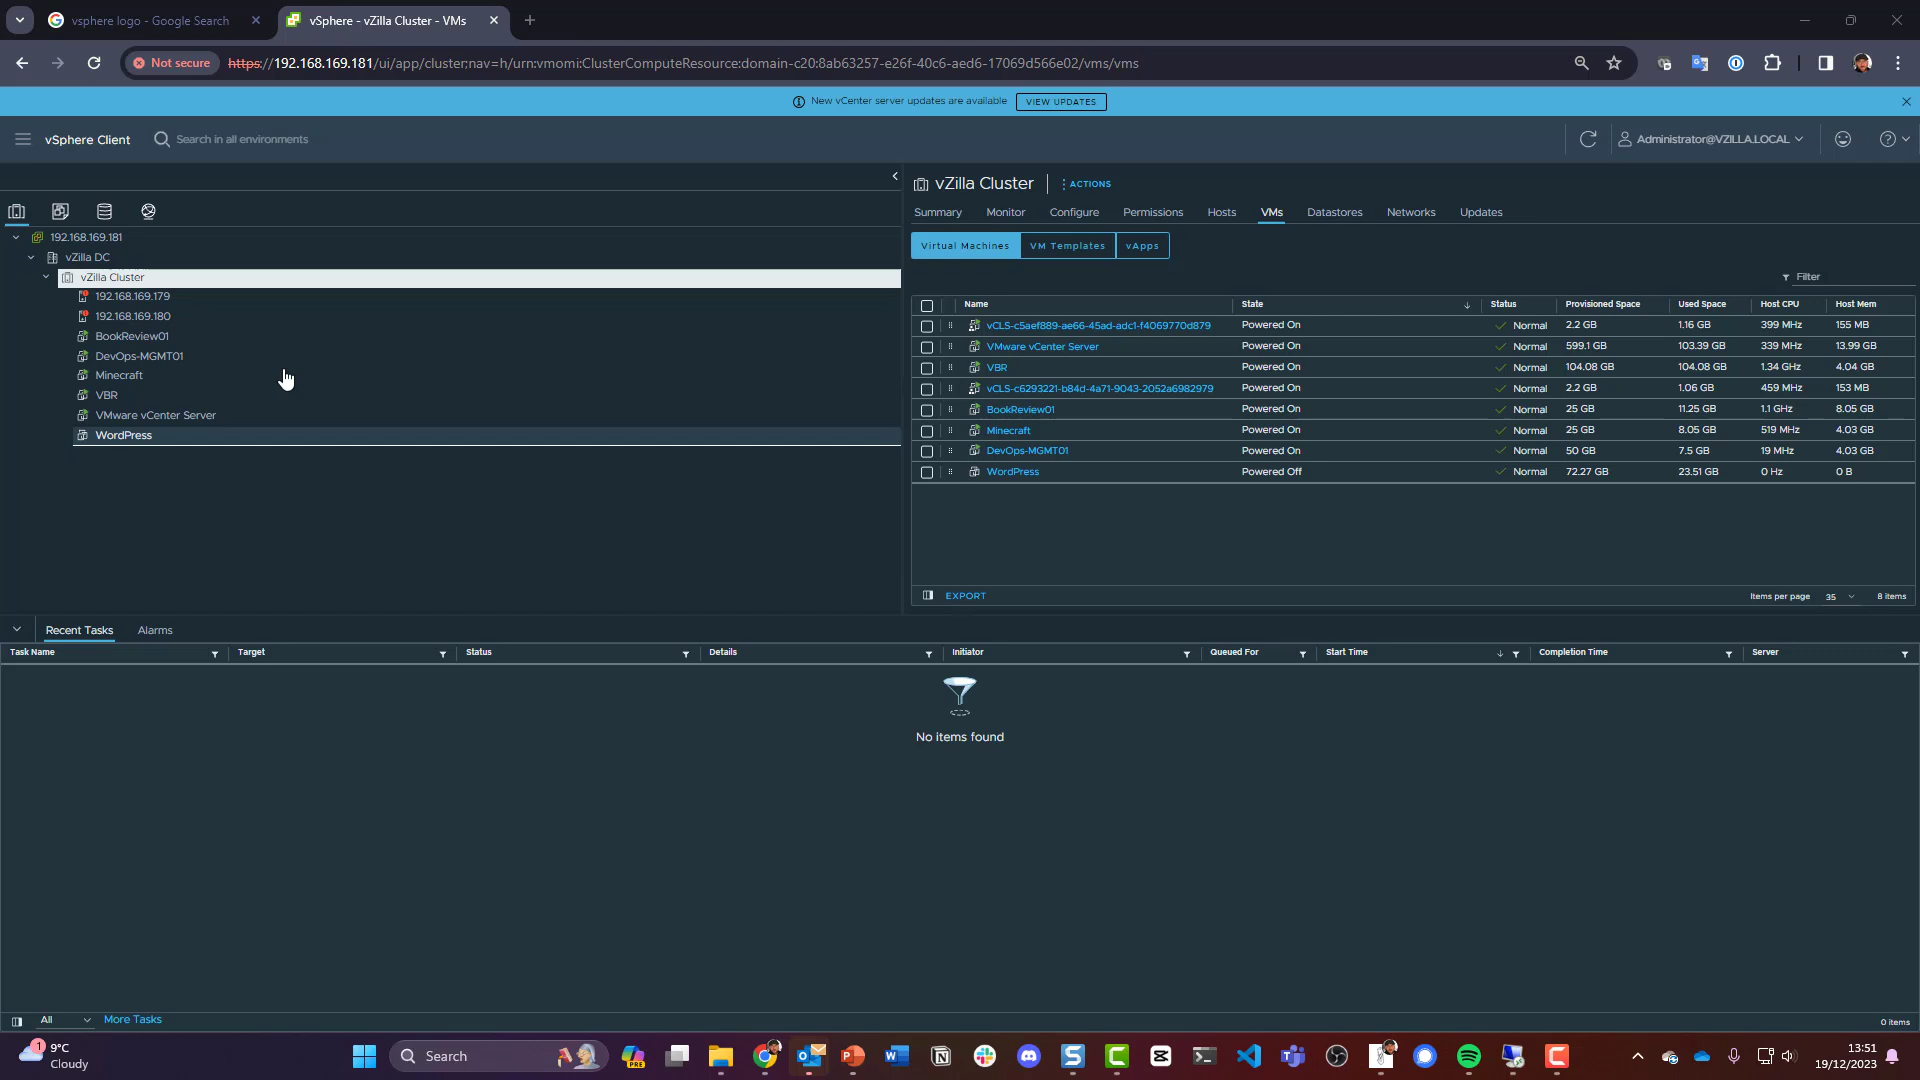 vsphere logo - Google Search
vSphere - vZilla Cluster - VMs
Not secure
https://192.168.169.181/ui/app/cluster;nav=h/urn:vmomi:ClusterComputeResource:domain-c20:8ab63257-e26f-40c6-aed6-17069d566e02/vms/vms
New vCenter server updates are available
VIEW UPDATES
vSphere Client
Search in all environments
Administrator@VZILLA.LOCAL
192.168.169.181
vZilla DC
vZilla Cluster
192.168.169.179
192.168.169.180
BookReview01
DevOps-MGMT01
Minecraft
VBR
VMware vCenter Server
WordPress
vZilla Cluster
ACTIONS
Summary Monitor Configure Permissions Hosts VMs Datastores Networks Updates
Virtual Machines VM Templates vApps
Filter
Name State Status Provisioned Space Used Space Host CPU Host Mem
vCLS-c5aef889-ae66-45ad-adc1-f4069770d879 Powered On Normal 2.2 GB 1.16 GB 399 MHz 155 MB
VMware vCenter Server Powered On Normal 599.1 GB 103.39 GB 339 MHz 13.99 GB
VBR Powered On Normal 104.08 GB 104.08 GB 1.34 GHz 4.04 GB
vCLS-c6293221-b84d-4a71-9043-2052a6982979 Powered On Normal 2.2 GB 1.06 GB 459 MHz 153 MB
BookReview01 Powered On Normal 25 GB 11.25 GB 1.1 GHz 8.05 GB
Minecraft Powered On Normal 25 GB 8.05 GB 519 MHz 4.03 GB
DevOps-MGMT01 Powered On Normal 50 GB 7.5 GB 19 MHz 4.03 GB
WordPress Powered Off Normal 72.27 GB 23.51 GB 0 Hz 0 B
EXPORT
Items per page 35 8 items
Recent Tasks Alarms
Task Name Target Status Details Initiator Queued For Start Time Completion Time Server
No items found
All More Tasks
0 items
1
9°C
Cloudy
Search
PRE
13:51
19/12/2023